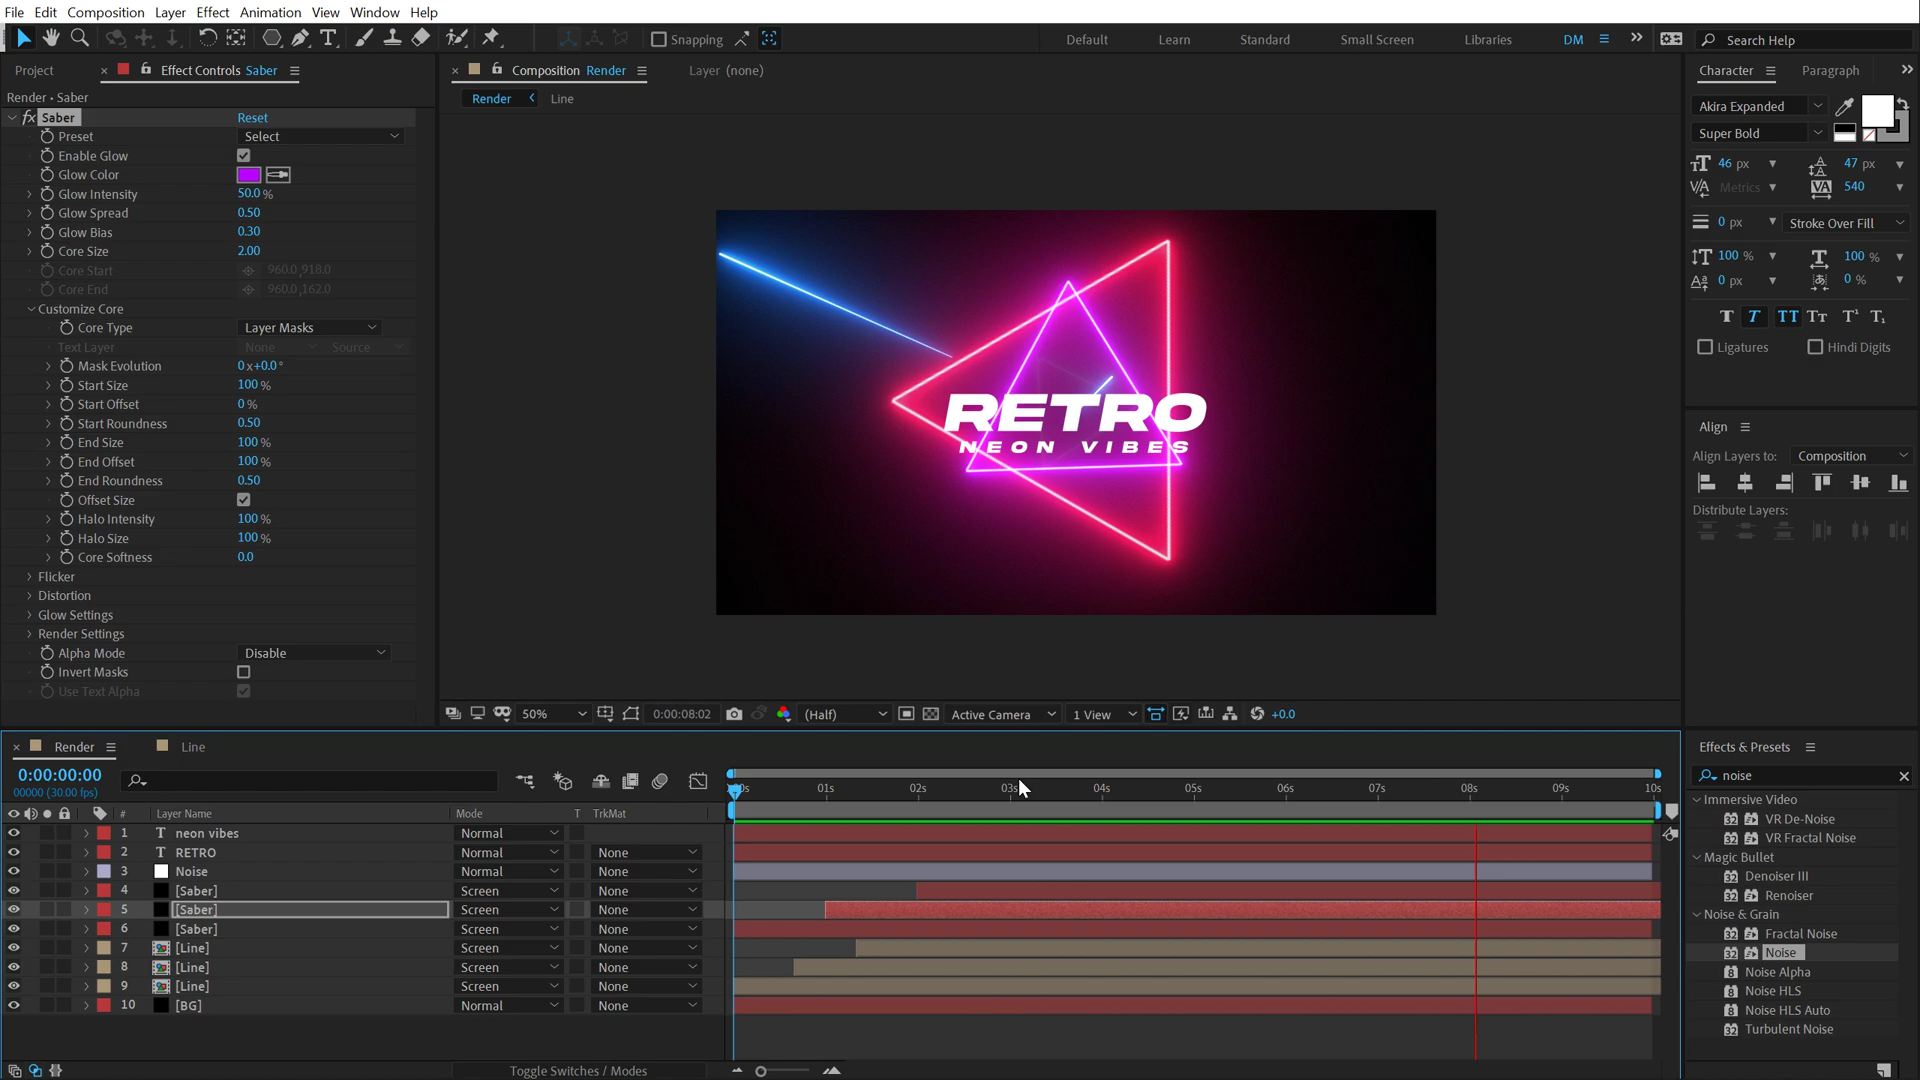 File Edit Composition Layer Effect Animation View Window Help
Snapping Default Learn Standard Small Screen Libraries DM Search Help
Project Effect Controls Saber
Render • Saber
fx Saber Reset
Preset Select
Enable Glow
Glow Color
Glow Intensity 50.0 %
Glow Spread 0.50
Glow Bias 0.30
Core Size 2.00
Core Start 960.0,918.0
Core End 960.0,162.0
Customize Core
Core Type Layer Masks
Text Layer None Source
Mask Evolution 0x+0.0°
Start Size 100 %
Start Offset 0 %
Start Roundness 0.50
End Size 100 %
End Offset 100 %
End Roundness 0.50
Offset Size
Halo Intensity 100 %
Halo Size 100 %
Core Softness 0.0
Flicker
Distortion
Glow Settings
Render Settings
Alpha Mode Disable
Invert Masks
Use Text Alpha
Composition Render Layer (none)
Render Line
RETRO
NEON VIBES
50% 0:00:08:02 (Half) Active Camera 1 View +0.0
Character Paragraph
Akira Expanded
Super Bold
46 px 47 px
Metrics 540
0 px Stroke Over Fill
100 % 100 %
0 px 0 %
T T TT Tt T¹ T₁
Ligatures Hindi Digits
Align
Align Layers to: Composition
Distribute Layers:
Render Line
0:00:00:00
00000 (30.00 fps)
01s 02s 03s 04s 05s 06s 07s 08s 09s 10s
# Layer Name Mode T TrkMat
1 T neon vibes Normal
2 T RETRO Normal None
3 Noise Normal None
4 [Saber] Screen None
5 [Saber] Screen None
6 [Saber] Screen None
7 [Line] Screen None
8 [Line] Screen None
9 [Line] Screen None
10 [BG] Normal None
Toggle Switches / Modes
Effects & Presets
noise
Immersive Video
VR De-Noise
VR Fractal Noise
Magic Bullet
Denoiser III
Renoiser
Noise & Grain
Fractal Noise
Noise
Noise Alpha
Noise HLS
Noise HLS Auto
Turbulent Noise